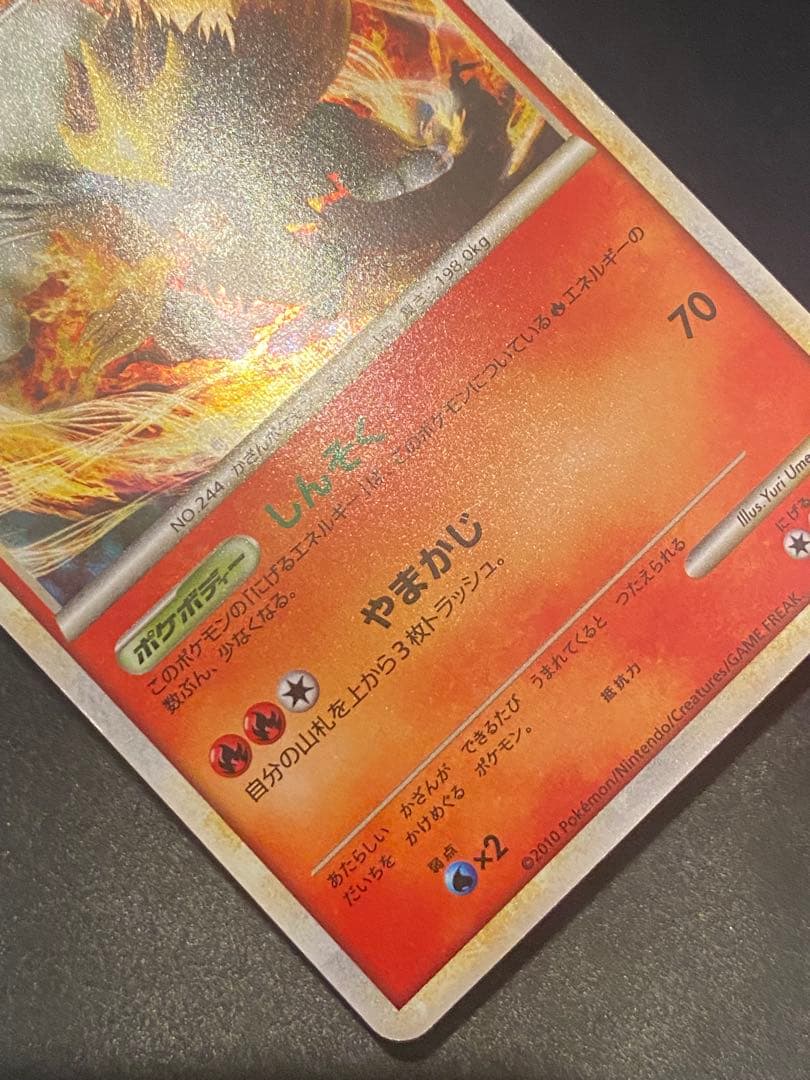 NO.244 かざんポケモン 高さ 重さ 198.0kg
ポケボディー しんそく
このポケモンの「にげるエネルギー」は、このポケモンについているエネルギーの
数ぶん、少なくなる。
やまかじ 70
自分の山札を上から3枚トラッシュ。
あたらしい かざんが できるたび うまれてくると つたえられる
だいちを かけめぐる ポケモン。
弱点 ×2 抵抗力 にげる
Illus. Yuri Ume
©2010 Pokémon/Nintendo/Creatures/GAME FREAK